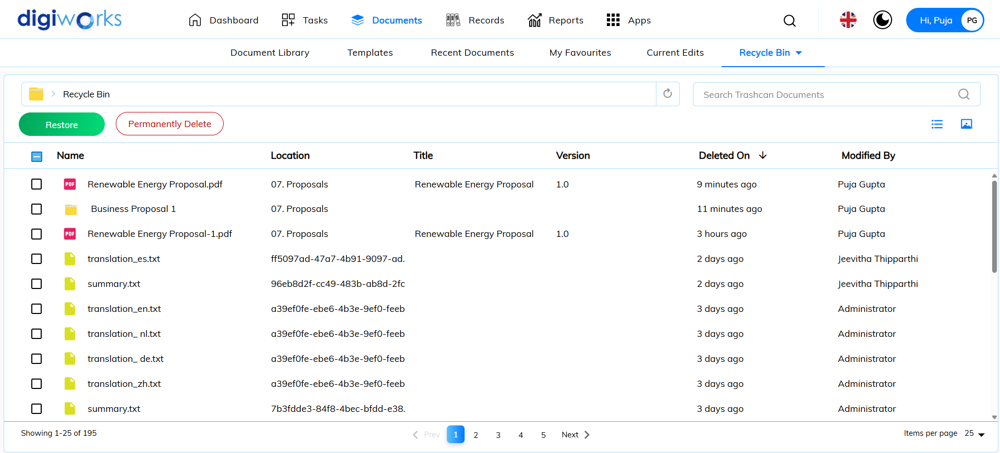 digiworks
Dashboard Tasks Documents Records Reports Apps Hi, Puja PG
Document Library Templates Recent Documents My Favourites Current Edits Recycle Bin
Recycle Bin Search Trashcan Documents
Restore Permanently Delete
Name Location Title Version Deleted On Modified By
PDF Renewable Energy Proposal.pdf 07. Proposals Renewable Energy Proposal 1.0 9 minutes ago Puja Gupta
Business Proposal 1 07. Proposals 11 minutes ago Puja Gupta
PDF Renewable Energy Proposal-1.pdf 07. Proposals Renewable Energy Proposal 1.0 3 hours ago Puja Gupta
translation_es.txt ff5097ad-47a7-4b91-9097-ad. 2 days ago Jeevitha Thipparthi
summary.txt 96eb8d2f-cc49-483b-ab8d-2fc 2 days ago Jeevitha Thipparthi
translation_en.txt a39ef0fe-ebe6-4b3e-9ef0-feeb 3 days ago Administrator
translation_ nl.txt a39ef0fe-ebe6-4b3e-9ef0-feeb 3 days ago Administrator
translation_ de.txt a39ef0fe-ebe6-4b3e-9ef0-feeb 3 days ago Administrator
translation_zh.txt a39ef0fe-ebe6-4b3e-9ef0-feeb 3 days ago Administrator
summary.txt 7b3fdde3-84f8-4bec-bfdd-e38. 3 days ago Administrator
Showing 1-25 of 195 Prev 1 2 3 4 5 Next Items per page 25